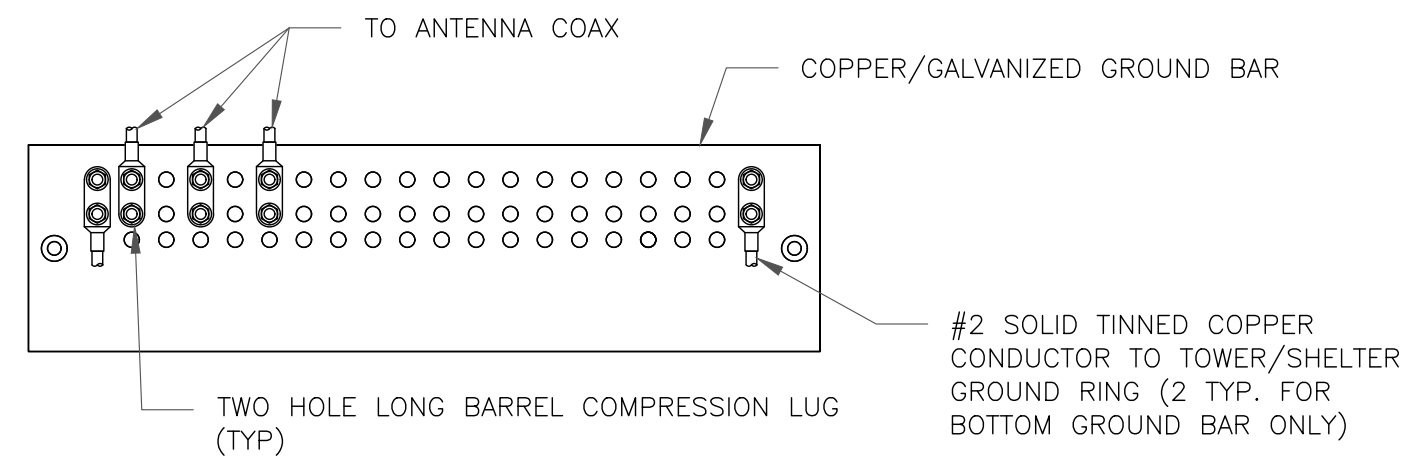 TO ANTENNA COAX
COPPER/GALVANIZED GROUND BAR
#2 SOLID TINNED COPPER
CONDUCTOR TO TOWER/SHELTER
GROUND RING (2 TYP. FOR
BOTTOM GROUND BAR ONLY)
TWO HOLE LONG BARREL COMPRESSION LUG
(TYP)